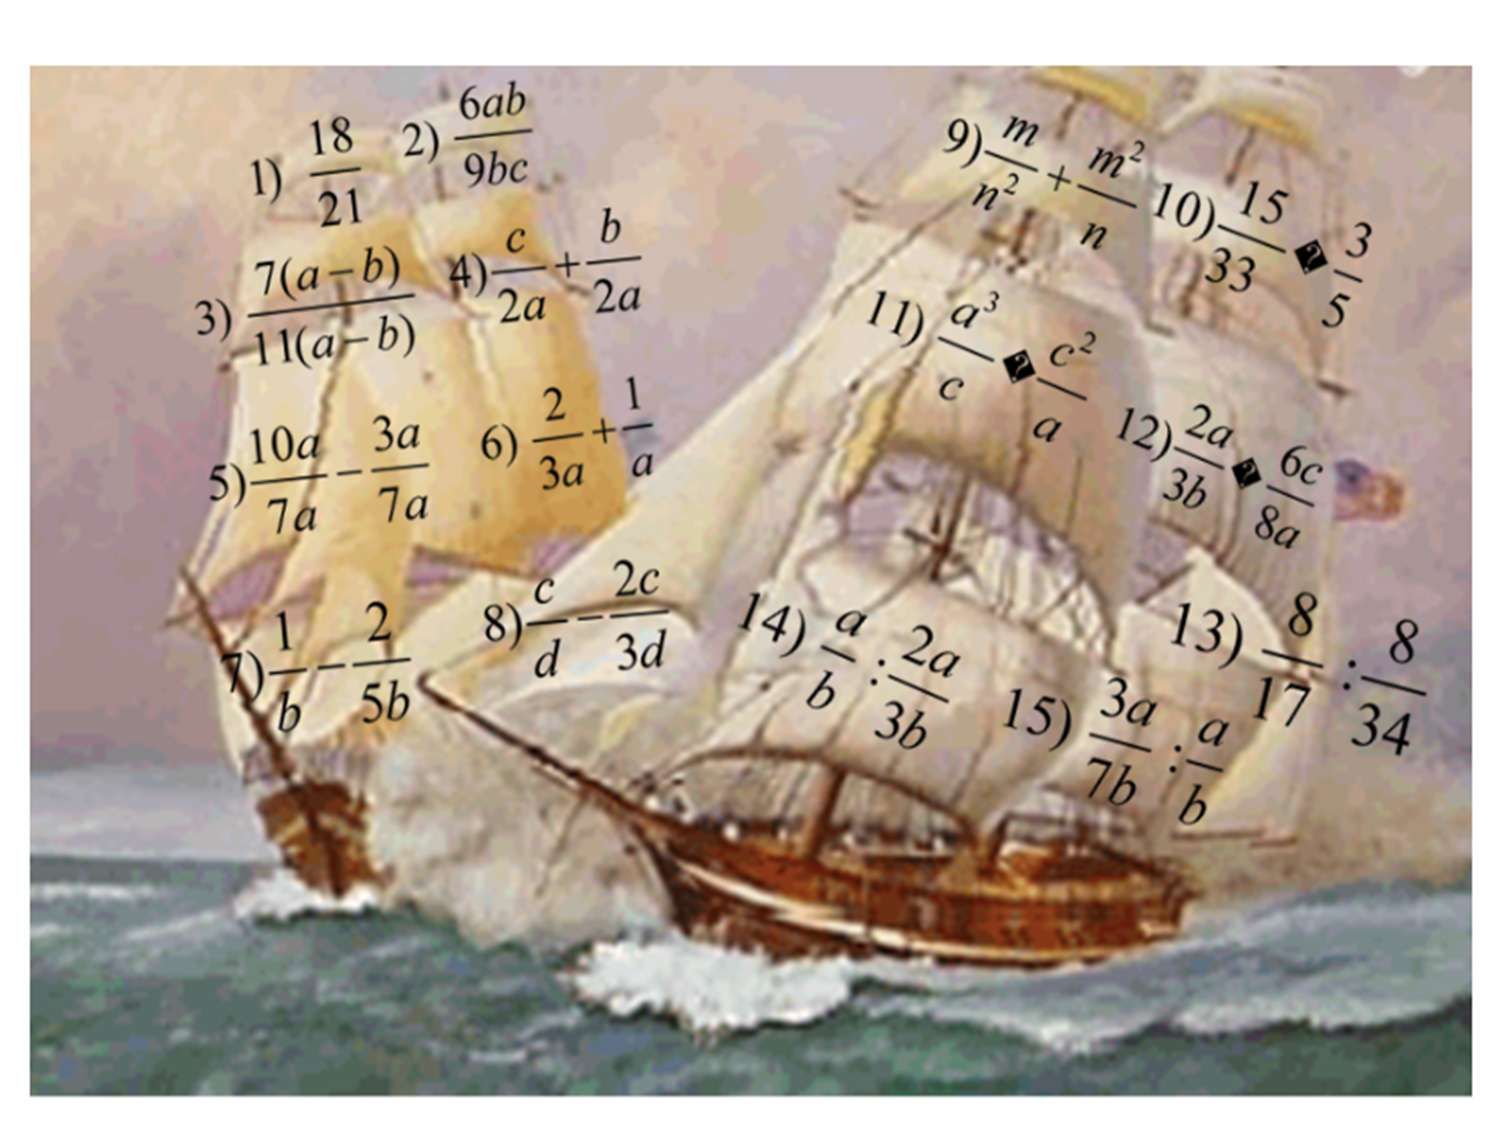 1) 18/21
2) 6ab/9bc
3) 7(a−b)/11(a−b)
4) c/2a + b/2a
5) 10a/7a − 3a/7a
6) 2/3a + 1/a
7) 1/b − 2/5b
8) c/d − 2c/3d
9) m/n² + m²/n
10) 15/33 � 3/5
11) a³/c � c²/a
12) 2a/3b � 6c/8a
13) 8/17 : 8/34
14) a/b : 2a/3b
15) 3a/7b : a/b